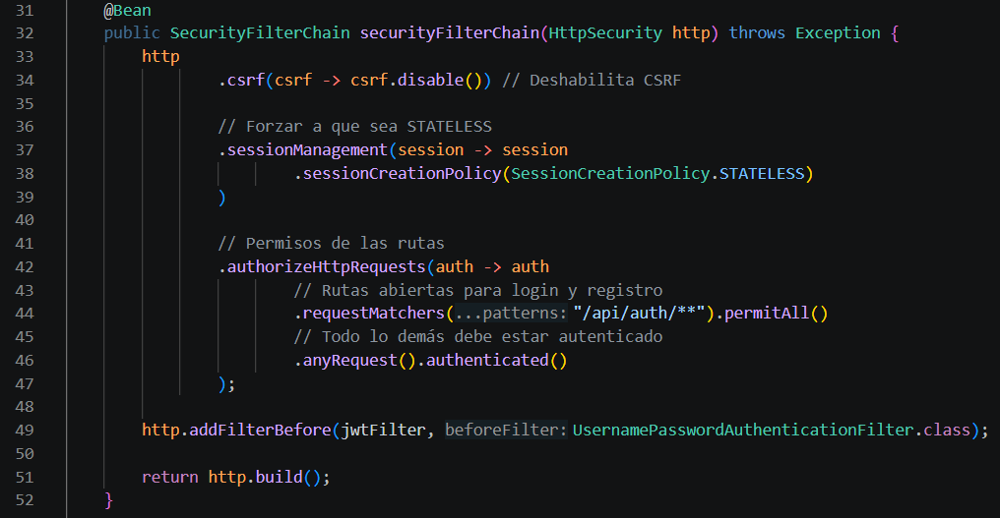 31 @Bean
32 public SecurityFilterChain securityFilterChain(HttpSecurity http) throws Exception {
33 http
34 .csrf(csrf -> csrf.disable()) // Deshabilita CSRF
35
36 // Forzar a que sea STATELESS
37 .sessionManagement(session -> session
38 .sessionCreationPolicy(SessionCreationPolicy.STATELESS)
39 )
40
41 // Permisos de las rutas
42 .authorizeHttpRequests(auth -> auth
43 // Rutas abiertas para login y registro
44 .requestMatchers(...patterns: "/api/auth/**").permitAll()
45 // Todo lo demás debe estar autenticado
46 .anyRequest().authenticated()
47 );
48
49 http.addFilterBefore(jwtFilter, beforeFilter: UsernamePasswordAuthenticationFilter.class);
50
51 return http.build();
52 }